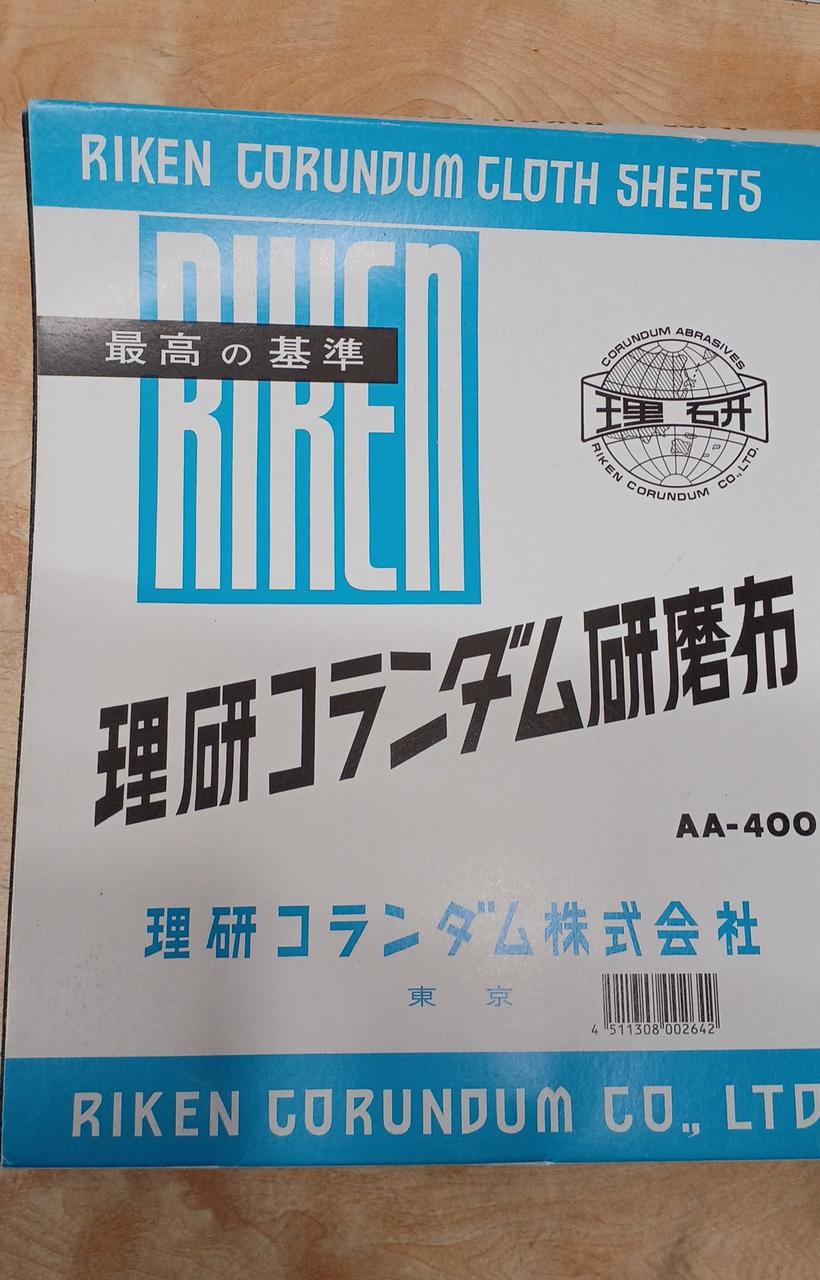 RIKEN CORUNDUM CLOTH SHEETS
RIKEN
最高の基準
CORUNDUM ABRASIVES
理研
RIKEN CORUNDUM CO., LTD.
理研コランダム研磨布
AA-400
理研コランダム株式会社
東京
4 511308 002642
RIKEN CORUNDUM CO., LTD